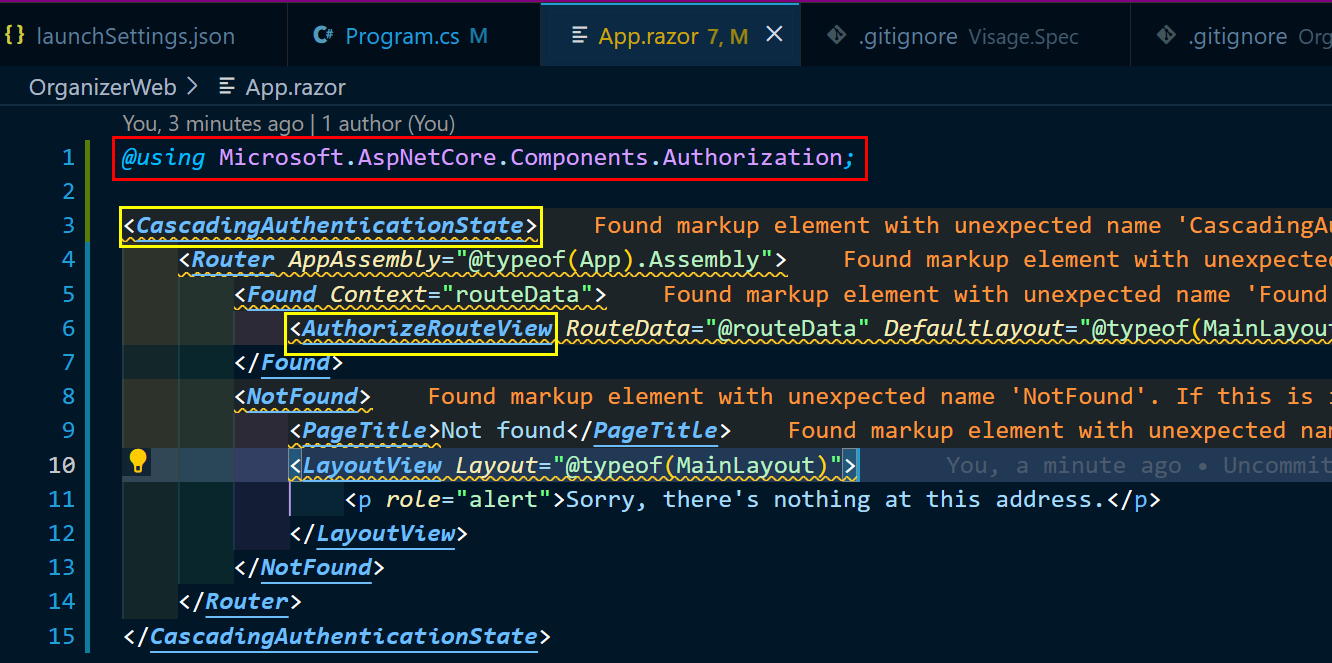 {} launchSettings.json C# Program.cs M App.razor 7, M .gitignore Visage.Spec .gitignore Org
OrganizerWeb > App.razor
You, 3 minutes ago | 1 author (You)
1 @using Microsoft.AspNetCore.Components.Authorization;
2
3 <CascadingAuthenticationState> Found markup element with unexpected name 'CascadingAu
4 <Router AppAssembly="@typeof(App).Assembly"> Found markup element with unexpected
5 <Found Context="routeData"> Found markup element with unexpected name 'Found
6 <AuthorizeRouteView RouteData="@routeData" DefaultLayout="@typeof(MainLayout
7 </Found>
8 <NotFound> Found markup element with unexpected name 'NotFound'. If this is i
9 <PageTitle>Not found</PageTitle> Found markup element with unexpected nam
10 <LayoutView Layout="@typeof(MainLayout)"> You, a minute ago • Uncommit
11 <p role="alert">Sorry, there's nothing at this address.</p>
12 </LayoutView>
13 </NotFound>
14 </Router>
15 </CascadingAuthenticationState>